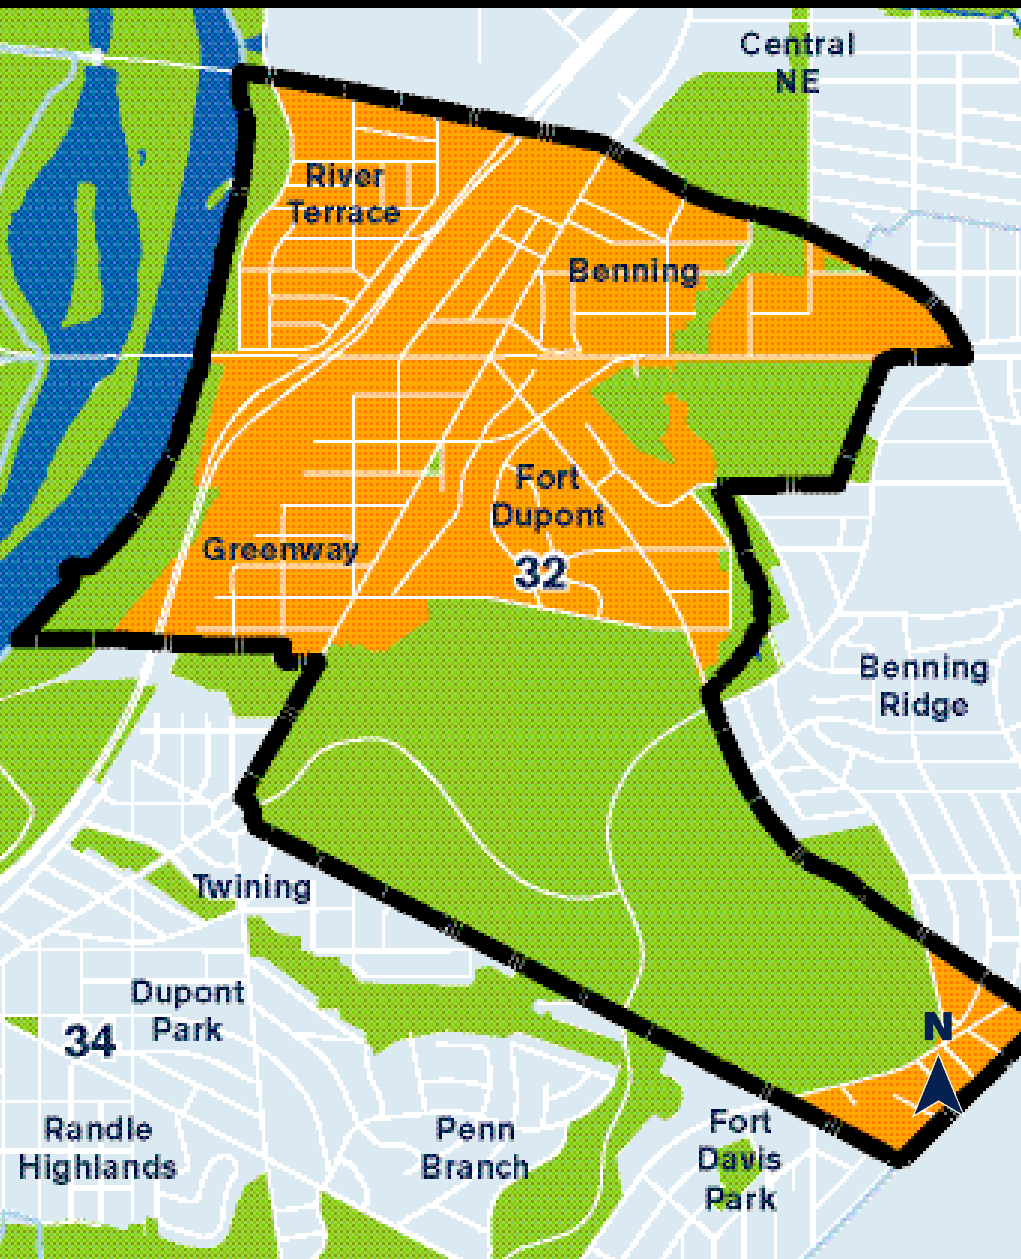 Central
NE
River
Terrace
Benning
Fort
Dupont
32
Greenway
Benning
Ridge
Twining
Dupont
Park
34
N
Randle
Highlands
Penn
Branch
Fort
Davis
Park